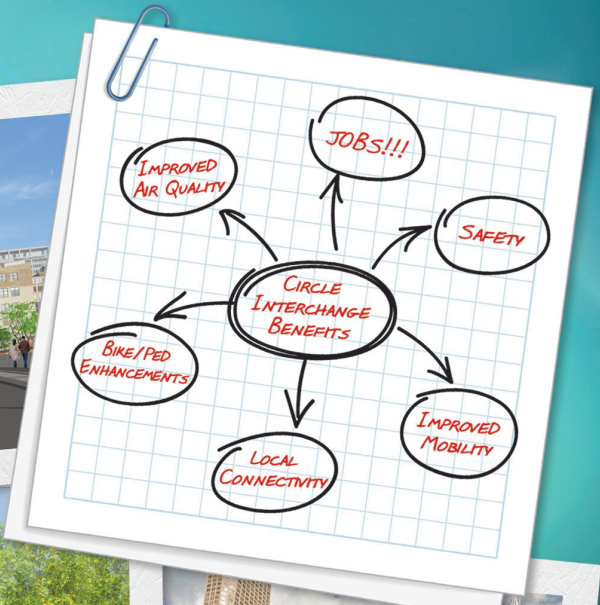 JOBS!!!
IMPROVED
AIR QUALITY
SAFETY
CIRCLE
INTERCHANGE
BENEFITS
BIKE/PED
ENHANCEMENTS
IMPROVED
MOBILITY
LOCAL
CONNECTIVITY